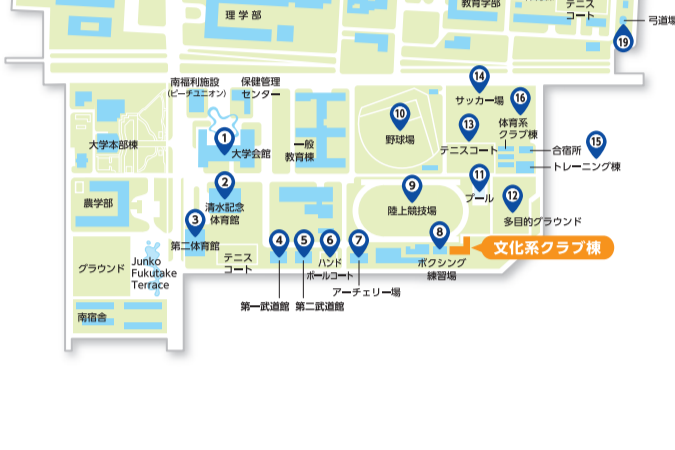 理学部
教育学部
テニス
コート
弓道場
19
南福利施設
(ピーチユニオン)
保健管理
センター
14
サッカー場
16
体育系
クラブ棟
10
野球場
13
テニスコート
15
合宿所
トレーニング棟
1
大学会館
一般
教育棟
大学本部棟
11
プール
2
清水記念
体育館
9
陸上競技場
12
多目的グラウンド
農学部
3
第二体育館
4
5
6
7
8
文化系クラブ棟
テニス
コート
ハンド
ボールコート
ボクシング
練習場
グラウンド
Junko
Fukutake
Terrace
アーチェリー場
第一武道館
第二武道館
南宿舎